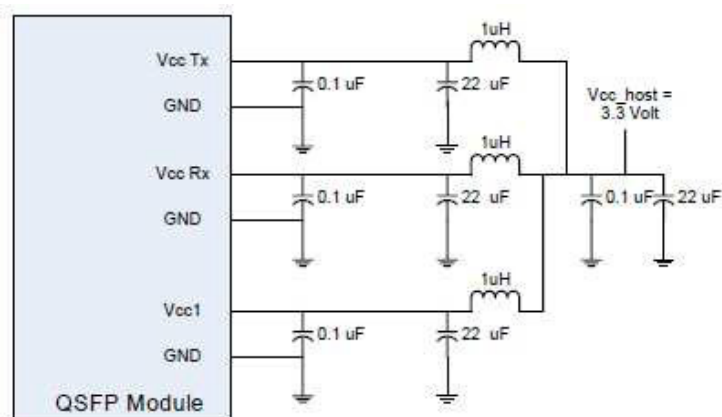 1uH
Vcc Tx
0.1 uF
22 uF
GND
Vcc_host =
3.3 Volt
1uH
Vcc Rx
0.1 uF
22 uF
0.1 uF
22 uF
GND
1uH
Vcc1
0.1 uF
22 uF
GND
QSFP Module